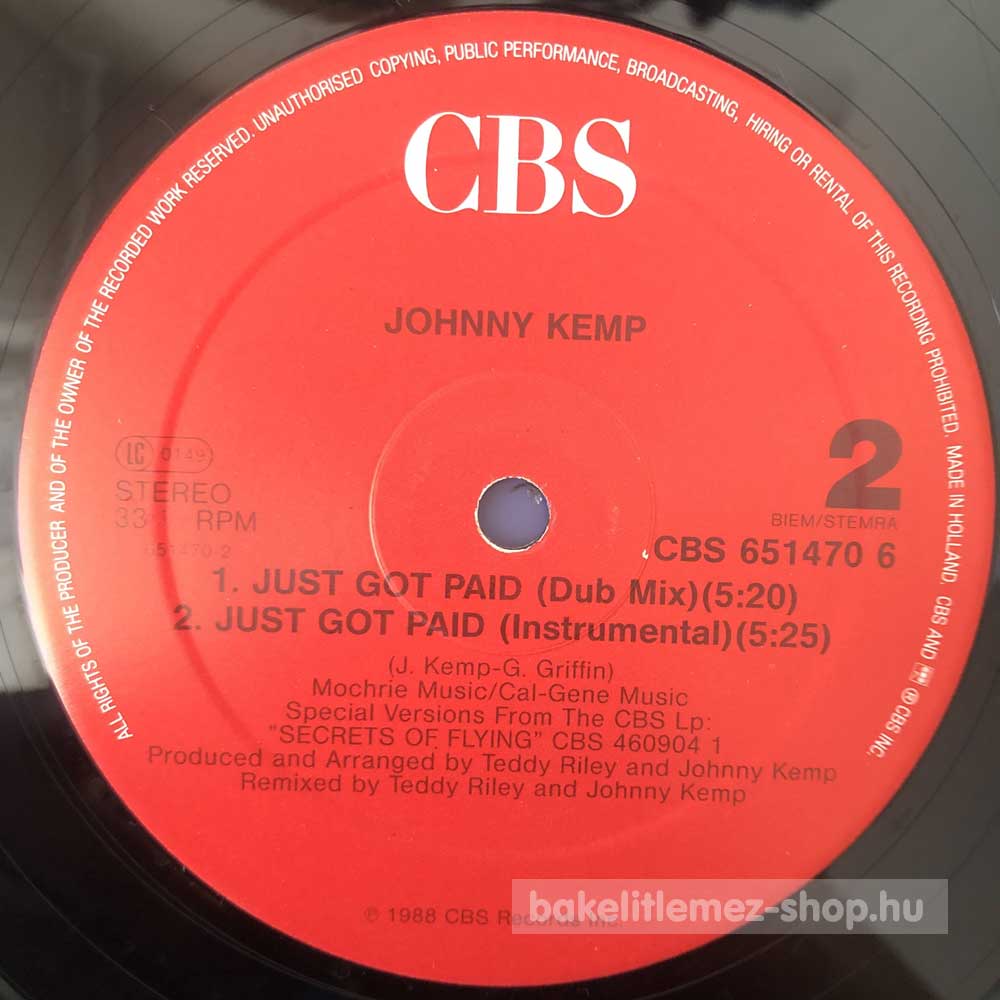 ALL RIGHTS OF THE PRODUCER AND OF THE OWNER OF THE RECORDED WORK RESERVED. UNAUTHORISED COPYING, PUBLIC PERFORMANCE, BROADCASTING, HIRING OR RENTAL OF THIS RECORDING PROHIBITED. MADE IN HOLLAND. CBS AND ℗ CBS INC.
CBS
JOHNNY KEMP
LC 0149
STEREO
33 RPM
651470 2
2
BIEM/STEMRA
CBS 651470 6
1. JUST GOT PAID (Dub Mix)(5:20)
2. JUST GOT PAID (Instrumental)(5:25)
(J. Kemp-G. Griffin)
Mochrie Music/Cal-Gene Music
Special Versions From The CBS Lp:
"SECRETS OF FLYING" CBS 460904 1
Produced and Arranged by Teddy Riley and Johnny Kemp
Remixed by Teddy Riley and Johnny Kemp
℗ 1988 CBS Records Inc.
bakelitlemez-shop.hu